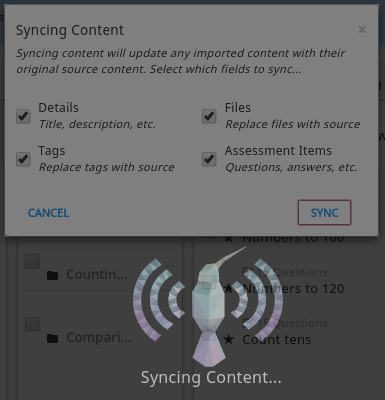 Syncing Content
×
Syncing content will update any imported content with their
original source content. Select which fields to sync...
Details
Title, description, etc.
Files
Replace files with source
Tags
Replace tags with source
Assessment Items
Questions, answers, etc.
CANCEL
SYNC
Numbers to 100
Countin...
Questions
Numbers to 120
Compari...
Questions
Count tens
Syncing Content...